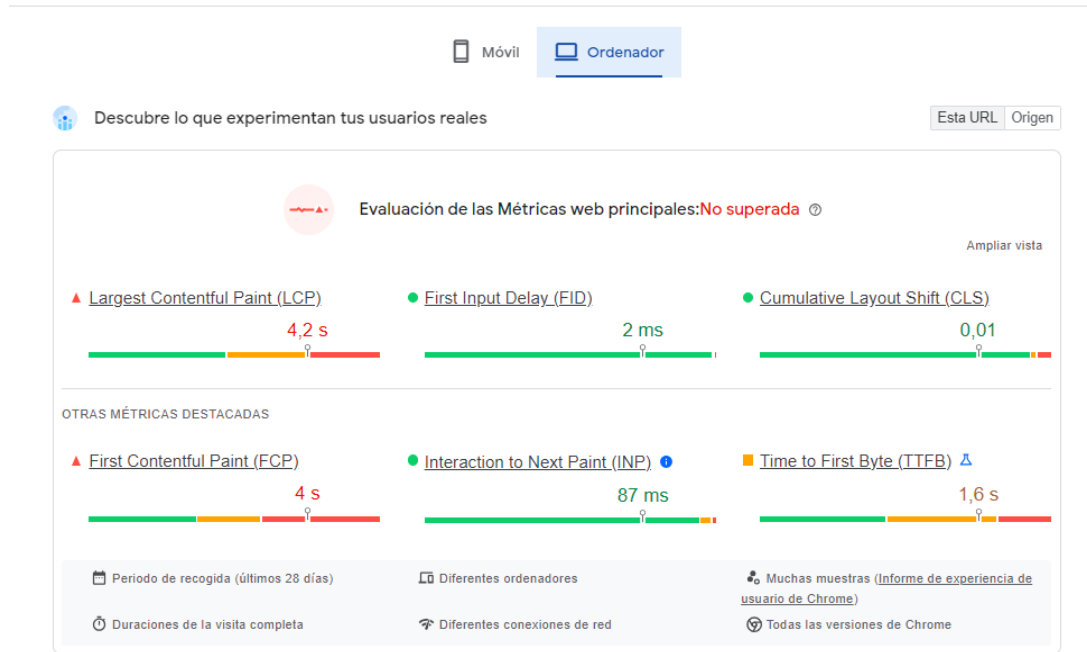 Móvil
Ordenador
Descubre lo que experimentan tus usuarios reales
Esta URL
Origen
Evaluación de las Métricas web principales:No superada
Ampliar vista
Largest Contentful Paint (LCP)
4,2 s
First Input Delay (FID)
2 ms
Cumulative Layout Shift (CLS)
0,01
OTRAS MÉTRICAS DESTACADAS
First Contentful Paint (FCP)
4 s
Interaction to Next Paint (INP)
87 ms
Time to First Byte (TTFB)
1,6 s
Periodo de recogida (últimos 28 días)
Diferentes ordenadores
Muchas muestras (Informe de experiencia de
usuario de Chrome)
Duraciones de la visita completa
Diferentes conexiones de red
Todas las versiones de Chrome